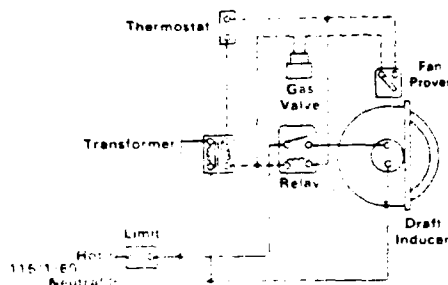 Thermostat
Fan
Prover
Gas
Valve
Transformer
Relay
Draft
Inducer
Limit
Hot
115/1/60
Neutral